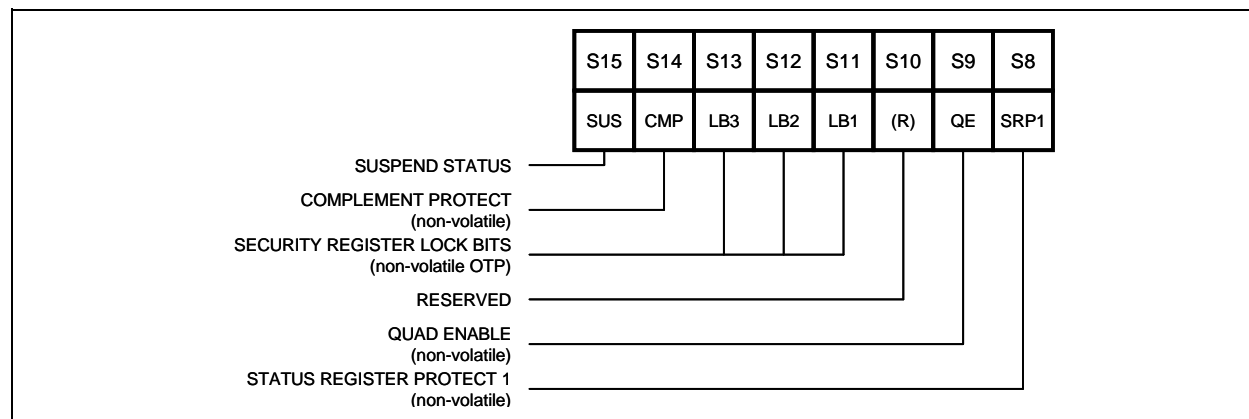 S15 S14 S13 S12 S11 S10 S9 S8
SUS CMP LB3 LB2 LB1 (R) QE SRP1
SUSPEND STATUS
COMPLEMENT PROTECT
(non-volatile)
SECURITY REGISTER LOCK BITS
(non-volatile OTP)
RESERVED
QUAD ENABLE
(non-volatile)
STATUS REGISTER PROTECT 1
(non-volatile)